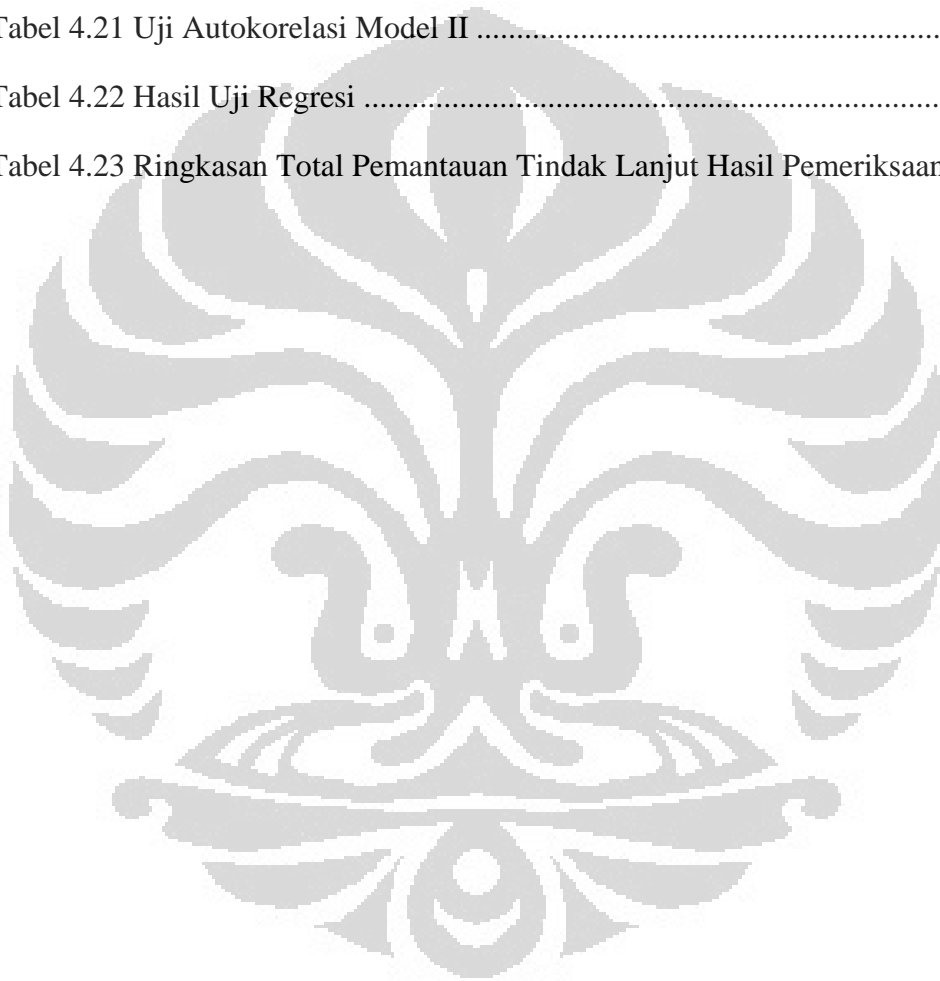 Tabel 4.21 Uji Autokorelasi Model II ..........................................................
Tabel 4.22 Hasil Uji Regresi ........................................................................
Tabel 4.23 Ringkasan Total Pemantauan Tindak Lanjut Hasil Pemeriksaan